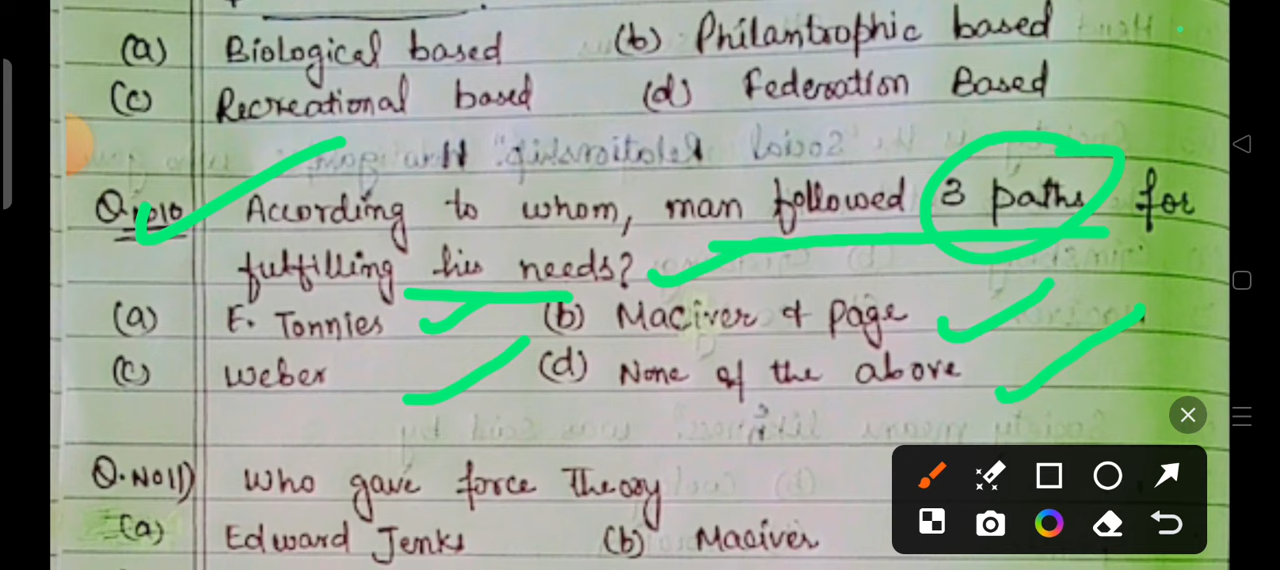 (a) Biological based (b) Philantrophic based
(c) Recreational based (d) Federation Based
Q.No10 According to whom, man followed 3 paths for
fulfilling his needs?
(a) F. Tonnies (b) Maciver & Page
(c) Weber (d) None of the above
Q.No11) Who gave force Theory
(a) Edward Jenks (b) Maciver